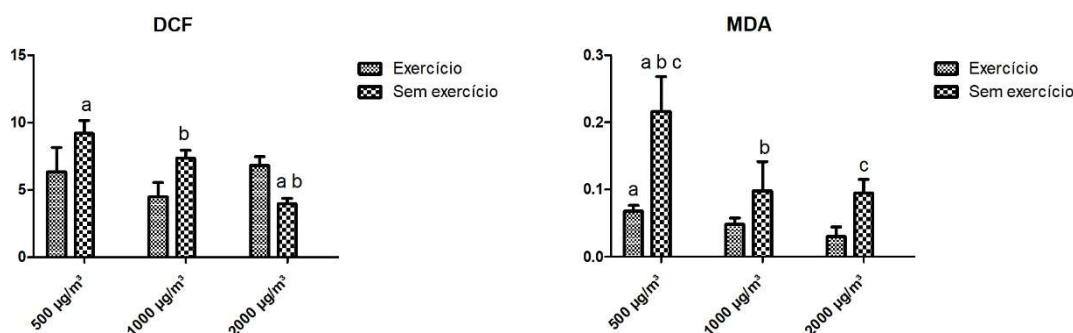 DCF
15
10
5
0
a
b
a b
500 µg/m³
1000 µg/m³
2000 µg/m³
Exercício
Sem exercício
MDA
0.3
0.2
0.1
0.0
a
a b c
b
c
500 µg/m³
1000 µg/m³
2000 µg/m³
Exercício
Sem exercício